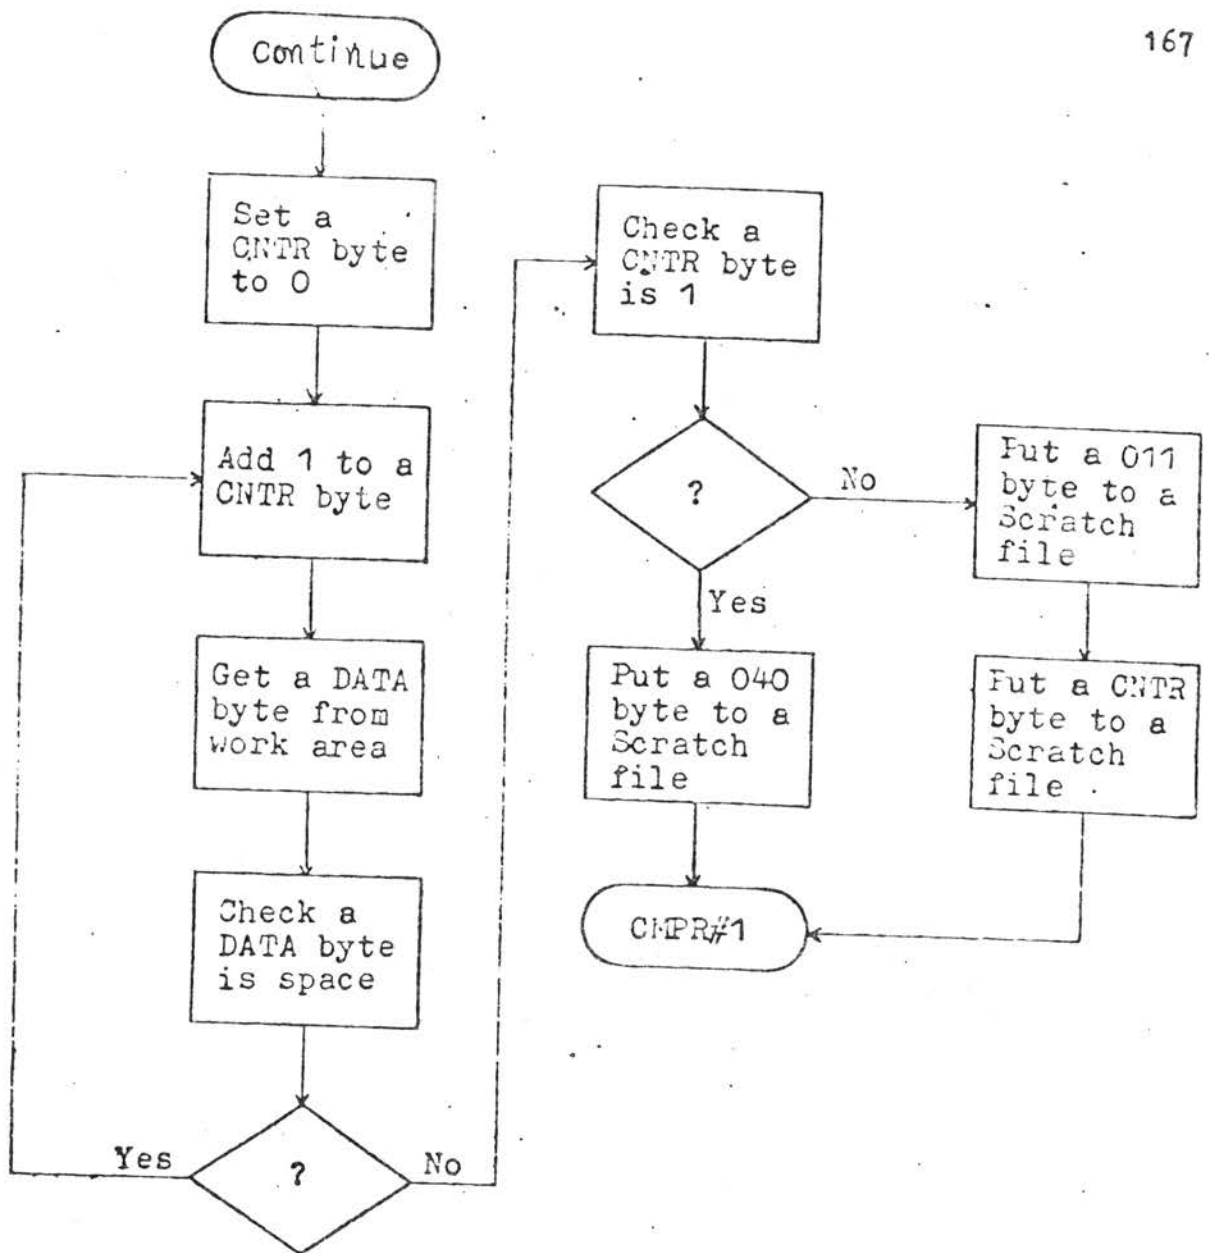 167
Continue
Set a
CNTR byte
to 0
Add 1 to a
CNTR byte
Get a DATA
byte from
work area
Check a
DATA byte
is space
?
Yes
No
Check a
CNTR byte
is 1
?
No
Yes
Put a 011
byte to a
Scratch
file
Put a CNTR
byte to a
Scratch
file
Put a 040
byte to a
Scratch
file
CMPR#1